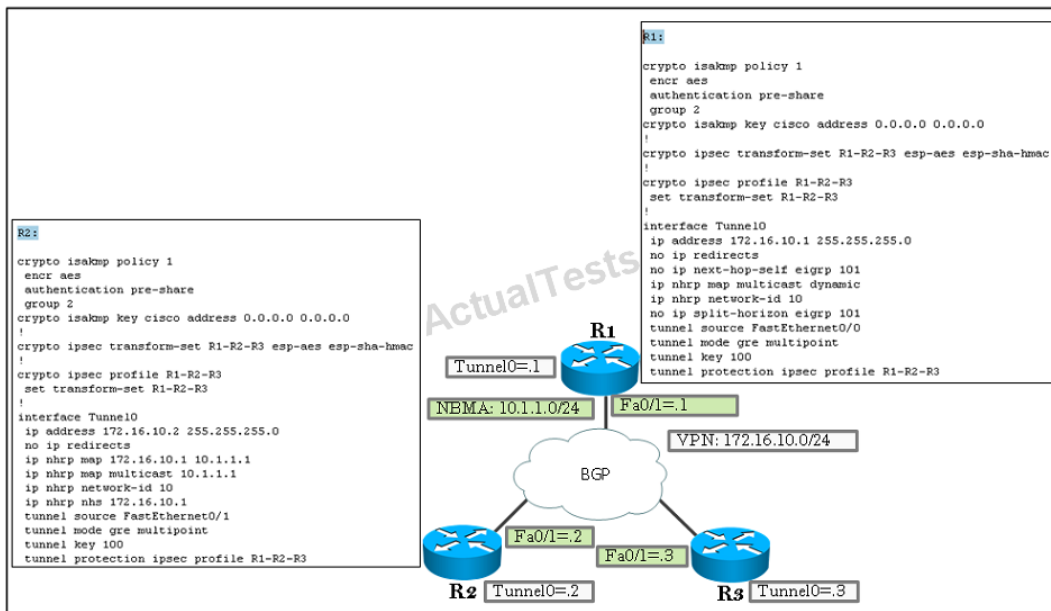 R1:
crypto isakmp policy 1
encr aes
authentication pre-share
group 2
crypto isakmp key cisco address 0.0.0.0 0.0.0.0
!
crypto ipsec transform-set R1-R2-R3 esp-aes esp-sha-hmac
!
crypto ipsec profile R1-R2-R3
set transform-set R1-R2-R3
!
interface Tunnel0
ip address 172.16.10.1 255.255.255.0
no ip redirects
no ip next-hop-self eigrp 101
ip nhrp map multicast dynamic
ip nhrp network-id 10
no ip split-horizon eigrp 101
tunnel source FastEthernet0/0
tunnel mode gre multipoint
tunnel key 100
tunnel protection ipsec profile R1-R2-R3
R2:
crypto isakmp policy 1
encr aes
authentication pre-share
group 2
crypto isakmp key cisco address 0.0.0.0 0.0.0.0
!
crypto ipsec transform-set R1-R2-R3 esp-aes esp-sha-hmac
!
crypto ipsec profile R1-R2-R3
set transform-set R1-R2-R3
!
interface Tunnel0
ip address 172.16.10.2 255.255.255.0
no ip redirects
ip nhrp map 172.16.10.1 10.1.1.1
ip nhrp map multicast 10.1.1.1
ip nhrp network-id 10
ip nhrp nhs 172.16.10.1
tunnel source FastEthernet0/1
tunnel mode gre multipoint
tunnel key 100
tunnel protection ipsec profile R1-R2-R3
ActualTests
R1
Tunnel0=.1
NBMA: 10.1.1.0/24
Fa0/1=.1
VPN: 172.16.10.0/24
BGP
Fa0/1=.2
Fa0/1=.3
R2
Tunnel0=.2
R3
Tunnel0=.3